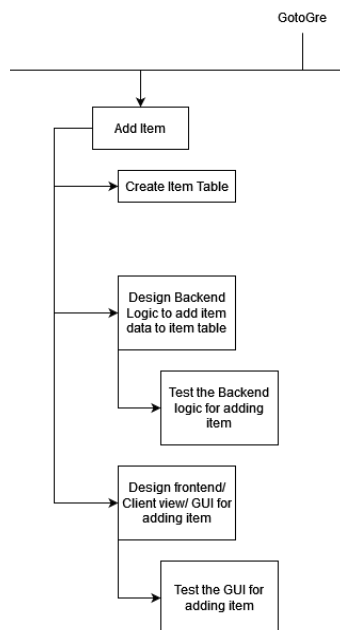 GotoGre
Add Item
Create Item Table
Design Backend
Logic to add item
data to item table
Test the Backend
logic for adding
item
Design frontend/
Client view/ GUI for
adding item
Test the GUI for
adding item